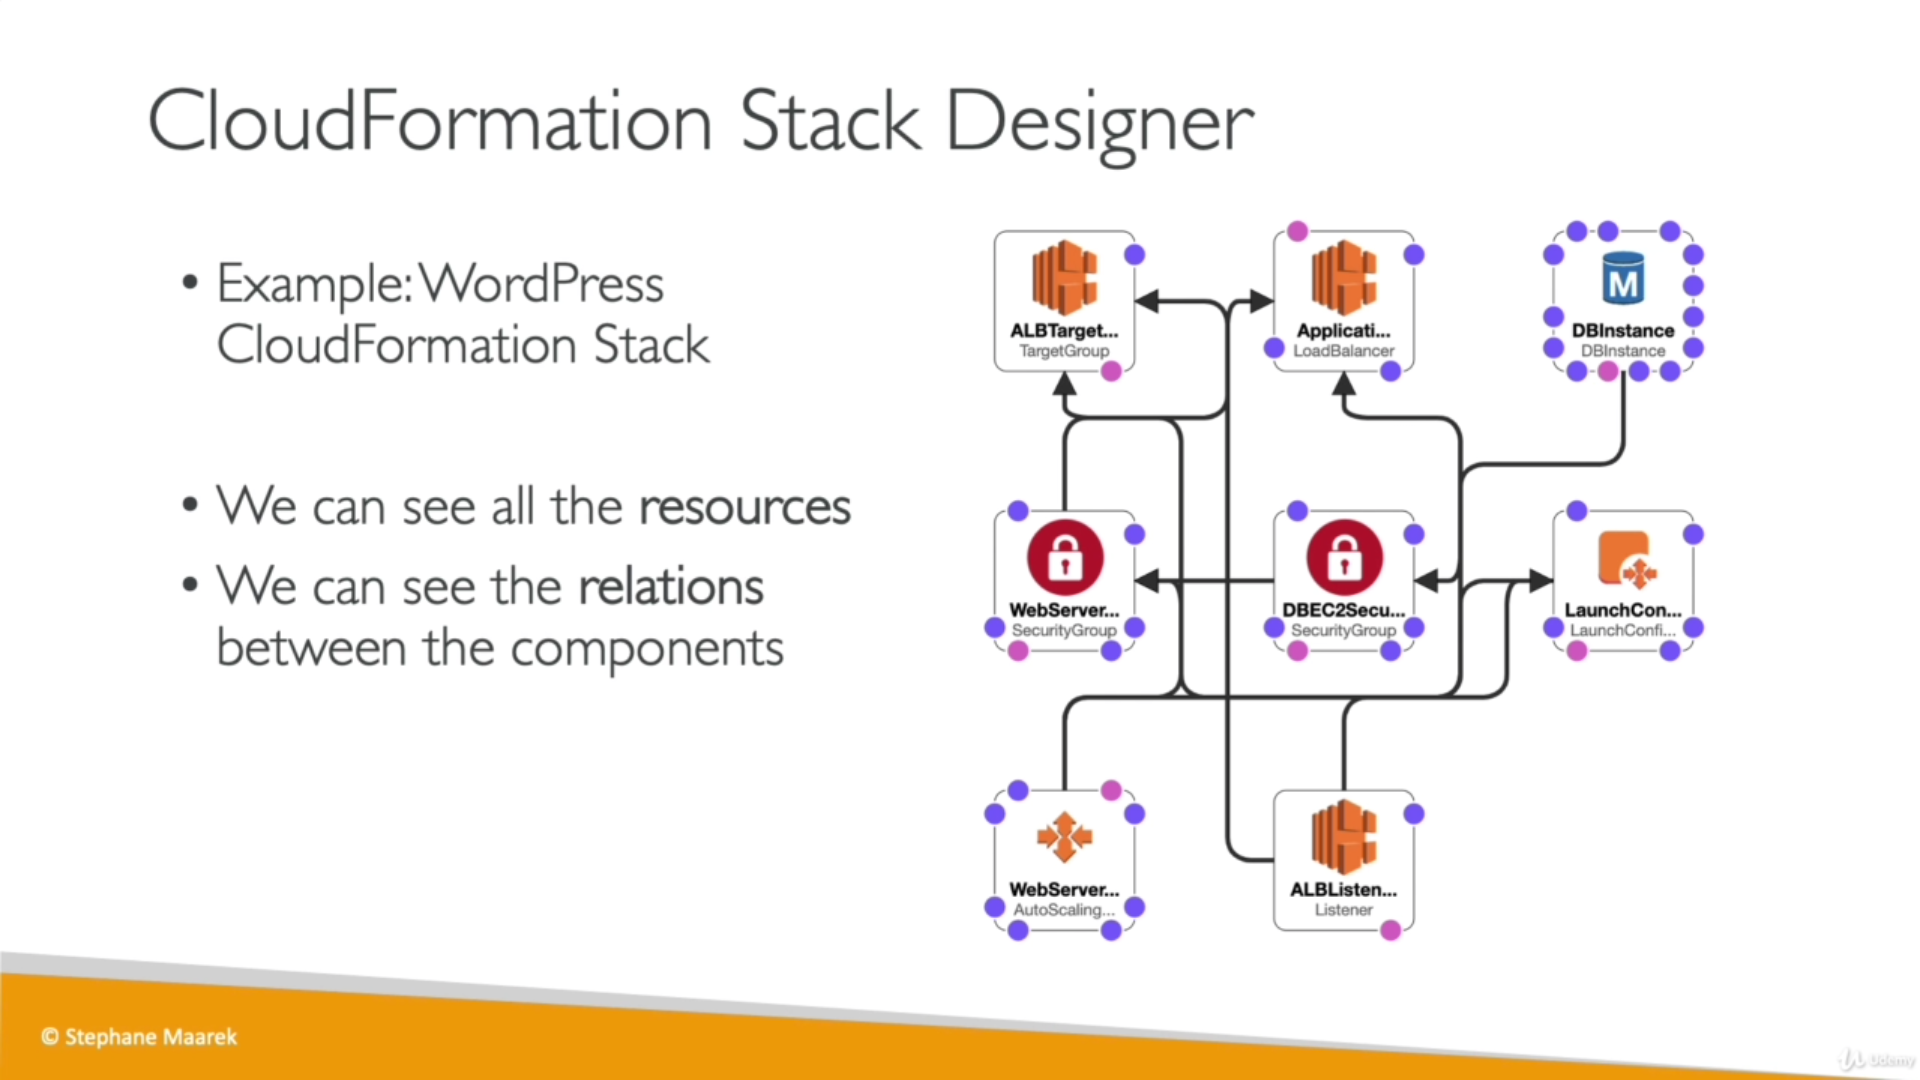 CloudFormation Stack Designer
• Example: WordPress
CloudFormation Stack
• We can see all the resources
• We can see the relations
between the components
ALBTarget...
TargetGroup
Applicati...
LoadBalancer
M
DBInstance
DBInstance
WebServer...
SecurityGroup
DBEC2Secu...
SecurityGroup
LaunchCon...
LaunchConfi...
WebServer...
AutoScaling...
ALBListen...
Listener
© Stephane Maarek
Udemy